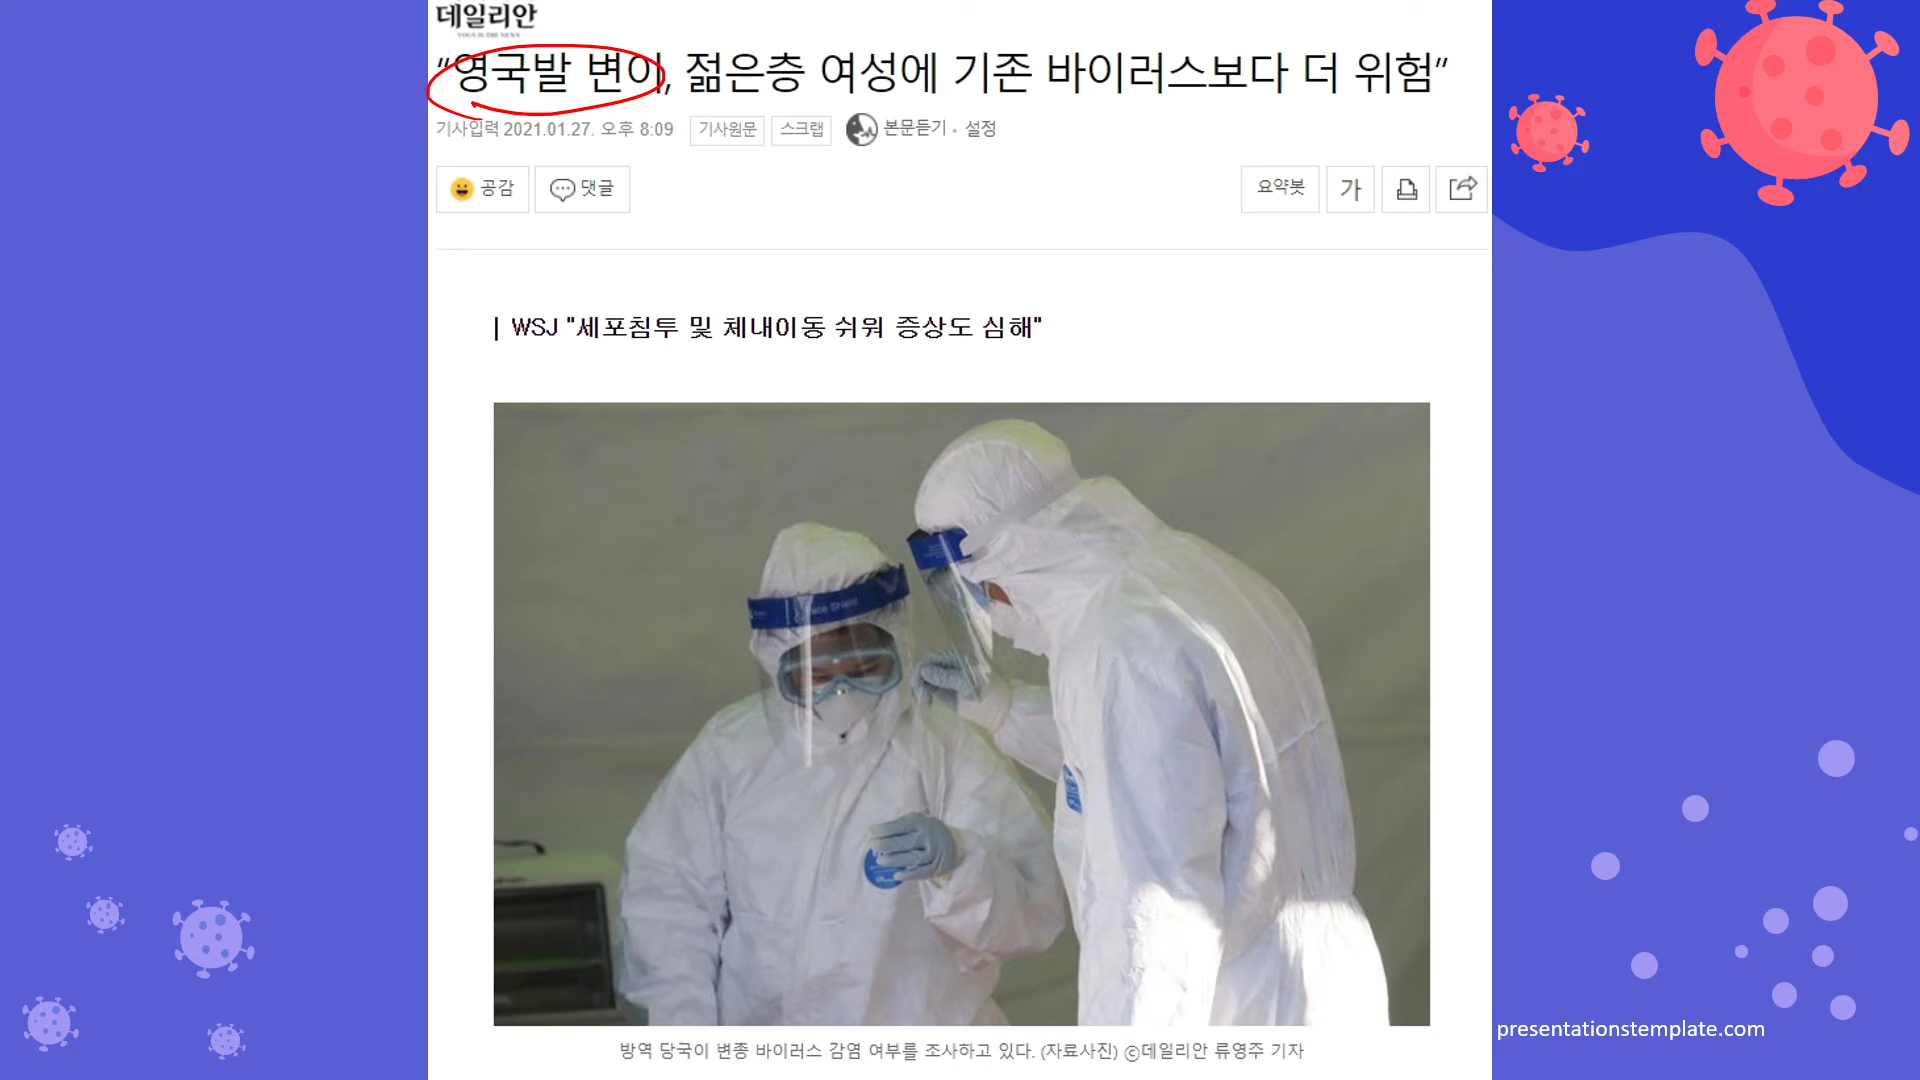 데일리안
“영국발 변이, 젊은층 여성에 기존 바이러스보다 더 위험”
기사입력 2021.01.27. 오후 8:09 기사원문 스크랩 본문듣기 · 설정
공감 댓글 요약봇 가
| WSJ "세포침투 및 체내이동 쉬워 증상도 심해"
Face Shield
방역 당국이 변종 바이러스 감염 여부를 조사하고 있다. (자료사진) ⓒ데일리안 류영주 기자
presentationstemplate.com